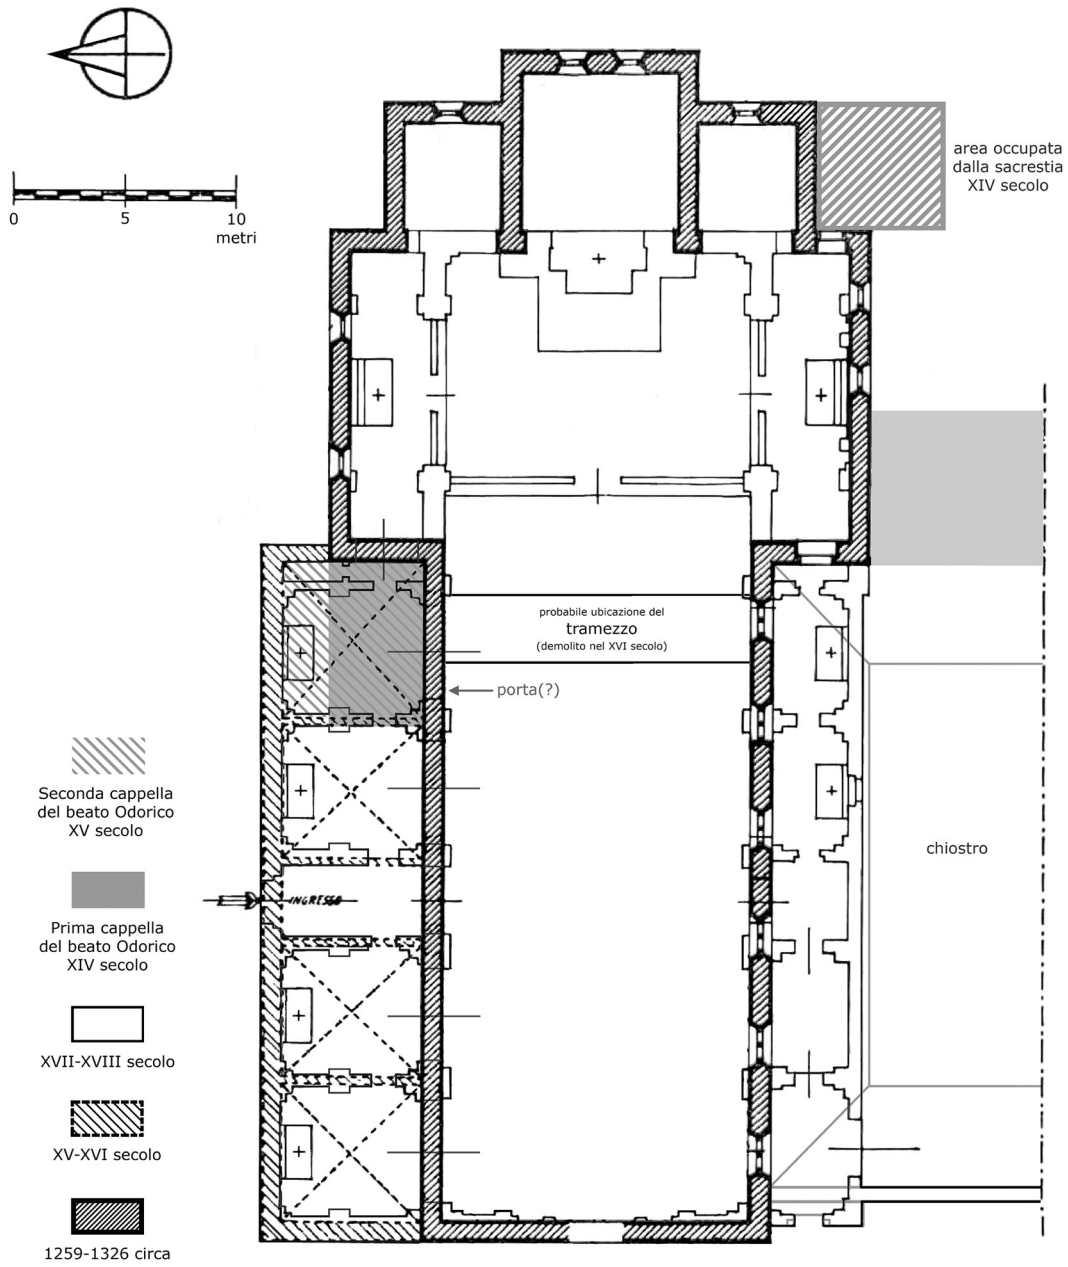 area occupata
dalla sacrestia
XIV secolo
0 5 10
metri
probabile ubicazione del
tramezzo
(demolito nel XVI secolo)
porta(?)
Seconda cappella
del beato Odorico
XV secolo
chiostro
INGRESSO
Prima cappella
del beato Odorico
XIV secolo
XVII-XVIII secolo
XV-XVI secolo
1259-1326 circa